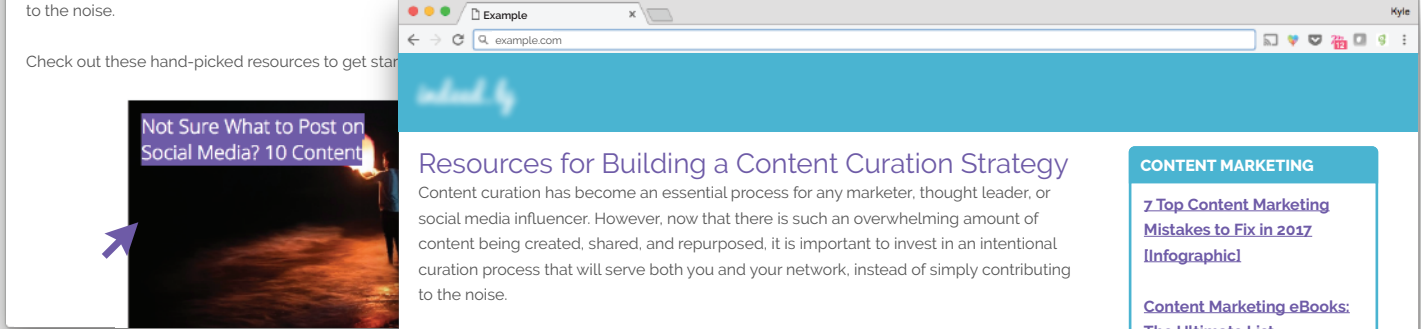 to the noise.
Check out these hand-picked resources to get star
Not Sure What to Post on
Social Media? 10 Content
Example
Kyle
example.com
12
Resources for Building a Content Curation Strategy
Content curation has become an essential process for any marketer, thought leader, or
social media influencer. However, now that there is such an overwhelming amount of
content being created, shared, and repurposed, it is important to invest in an intentional
curation process that will serve both you and your network, instead of simply contributing
to the noise.
CONTENT MARKETING
7 Top Content Marketing
Mistakes to Fix in 2017
[Infographic]
Content Marketing eBooks:
The Ultimate List